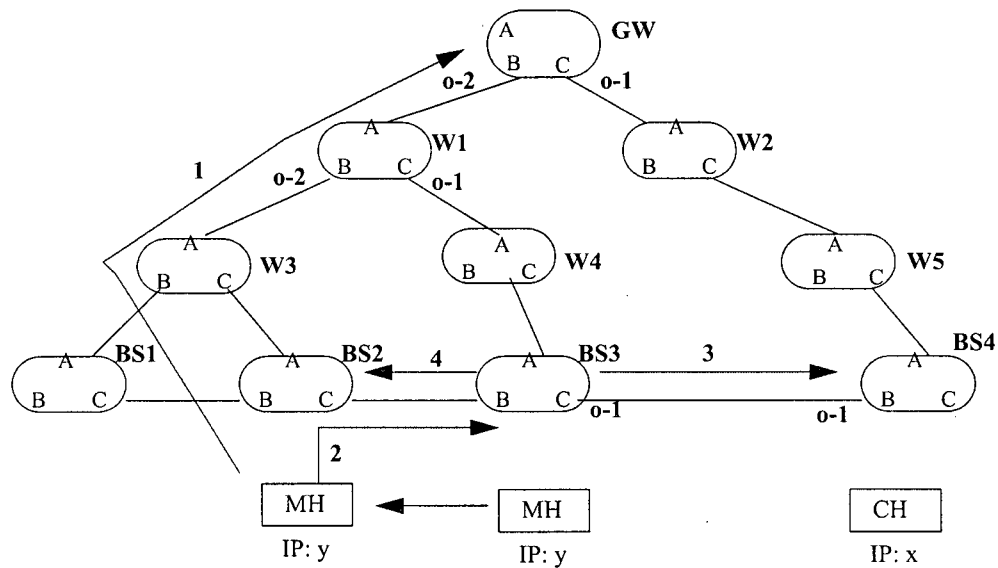 A GW
B C
o-2 o-1
A W1 A W2
1 B C B C
o-2 o-1
A W3 A W4 A W5
B C B C B C
A BS1 A BS2 4 A BS3 3 A BS4
B C B C B C B C
o-1 o-1
2
MH MH CH
IP: y IP: y IP: x